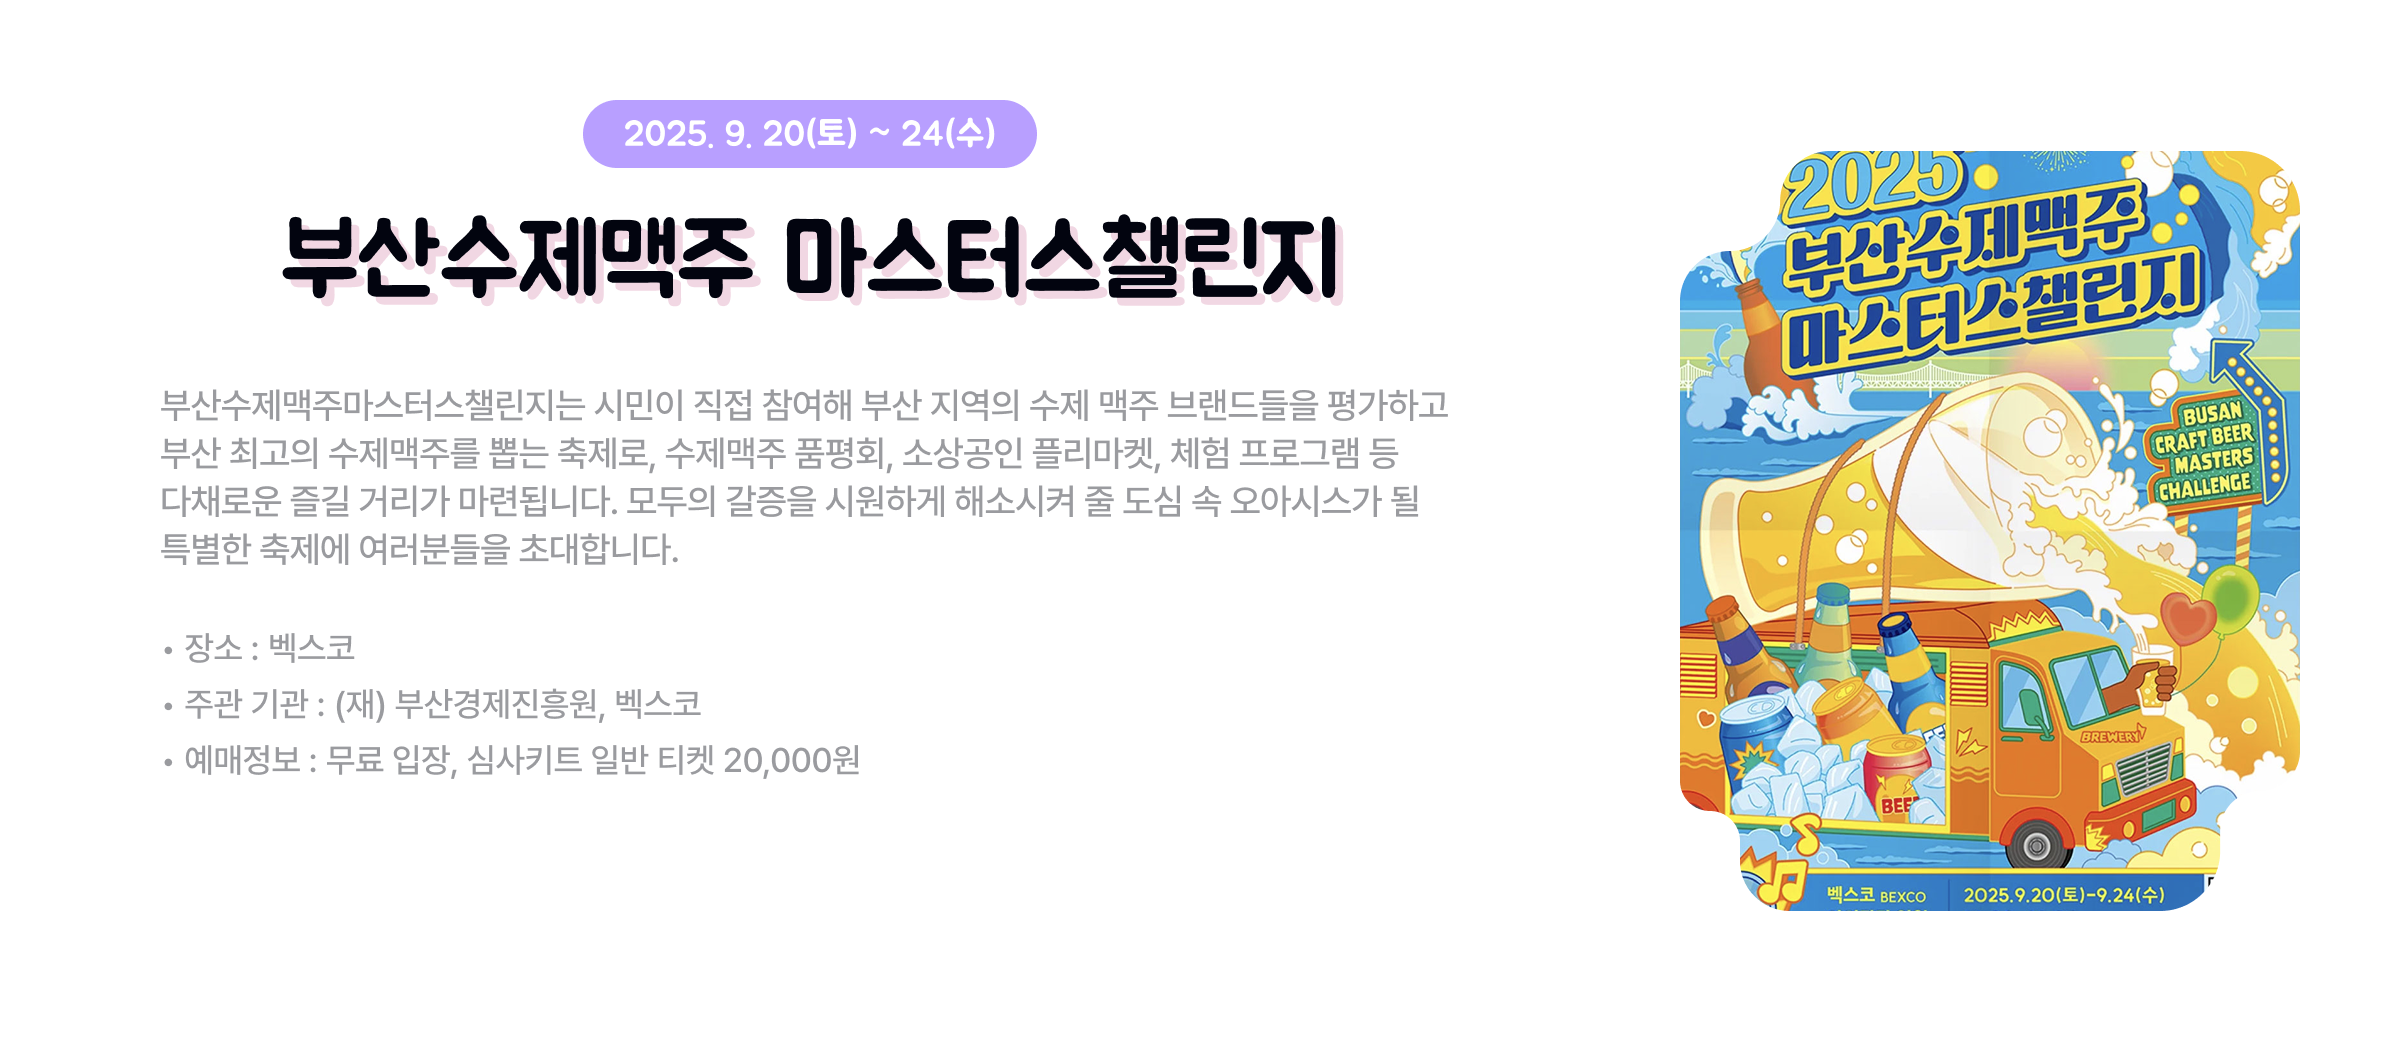 2025. 9. 20(토) ~ 24(수)
부산수제맥주 마스터스챌린지
부산수제맥주마스터스챌린지는 시민이 직접 참여해 부산 지역의 수제 맥주 브랜드들을 평가하고
부산 최고의 수제맥주를 뽑는 축제로, 수제맥주 품평회, 소상공인 플리마켓, 체험 프로그램 등
다채로운 즐길 거리가 마련됩니다. 모두의 갈증을 시원하게 해소시켜 줄 도심 속 오아시스가 될
특별한 축제에 여러분들을 초대합니다.
• 장소 : 벡스코
• 주관 기관 : (재) 부산경제진흥원, 벡스코
• 예매정보 : 무료 입장, 심사키트 일반 티켓 20,000원
2025
부산수제맥주
마스터스챌린지
BUSAN
CRAFT BEER
MASTERS
CHALLENGE
BREWERY
BEE
벡스코 BEXCO
2025.9.20(토)-9.24(수)